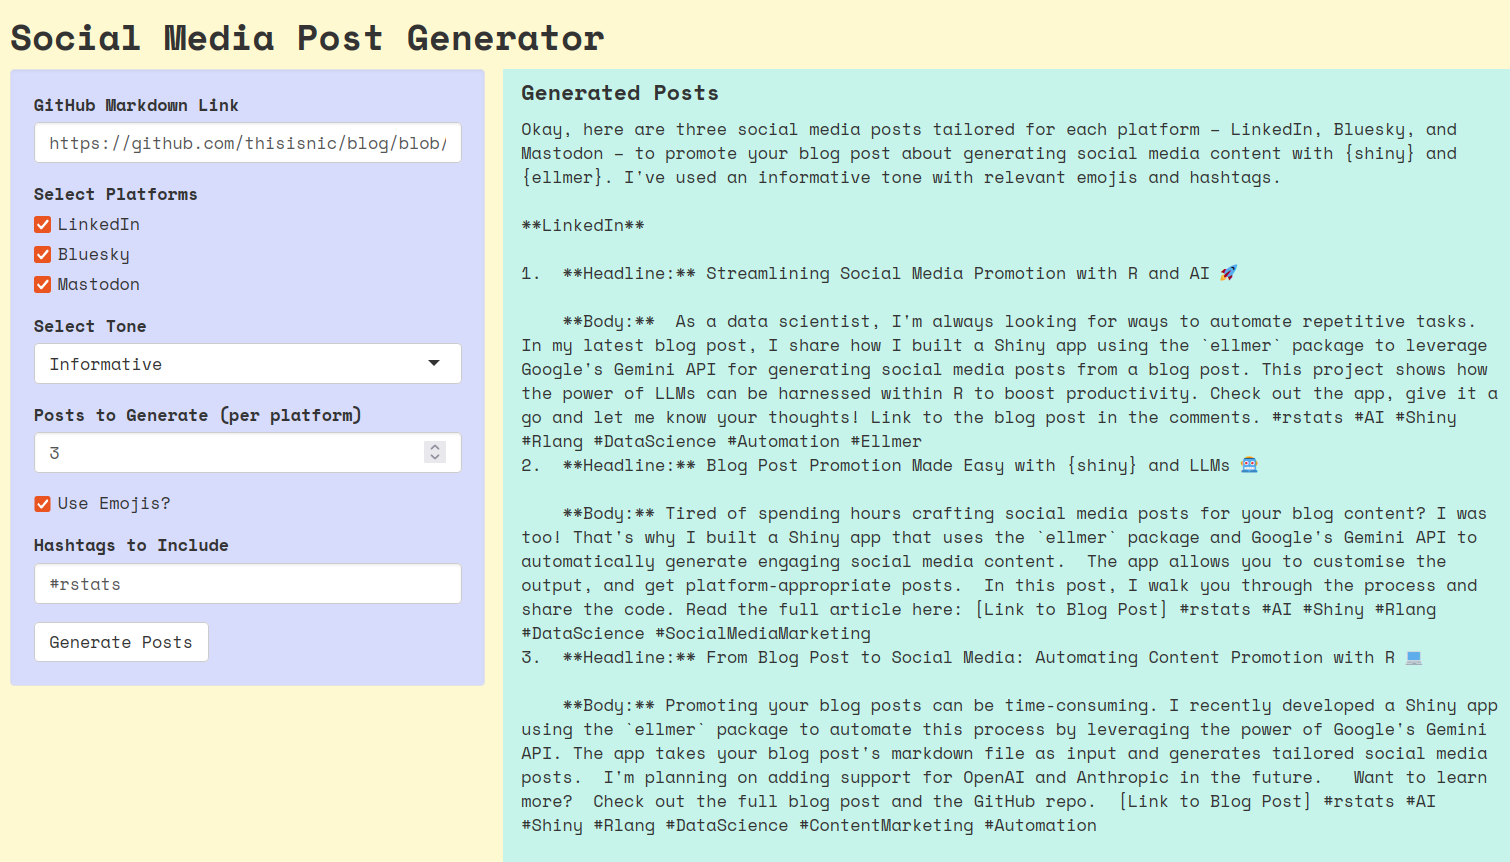 Social Media Post Generator
GitHub Markdown Link
https://github.com/thisisnic/blog/blob/
Select Platforms
LinkedIn
Bluesky
Mastodon
Select Tone
Informative
Posts to Generate (per platform)
3
Use Emojis?
Hashtags to Include
#rstats
Generate Posts
Generated Posts
Okay, here are three social media posts tailored for each platform – LinkedIn, Bluesky, and
Mastodon – to promote your blog post about generating social media content with {shiny} and
{ellmer}. I've used an informative tone with relevant emojis and hashtags.
**LinkedIn**
1.  **Headline:** Streamlining Social Media Promotion with R and AI 🚀
**Body:**  As a data scientist, I'm always looking for ways to automate repetitive tasks.
In my latest blog post, I share how I built a Shiny app using the `ellmer` package to leverage
Google's Gemini API for generating social media posts from a blog post. This project shows how
the power of LLMs can be harnessed within R to boost productivity. Check out the app, give it a
go and let me know your thoughts! Link to the blog post in the comments. #rstats #AI #Shiny
#Rlang #DataScience #Automation #Ellmer
2.  **Headline:** Blog Post Promotion Made Easy with {shiny} and LLMs 🤖
**Body:** Tired of spending hours crafting social media posts for your blog content? I was
too! That's why I built a Shiny app that uses the `ellmer` package and Google's Gemini API to
automatically generate engaging social media content.  The app allows you to customise the
output, and get platform-appropriate posts.  In this post, I walk you through the process and
share the code. Read the full article here: [Link to Blog Post] #rstats #AI #Shiny #Rlang
#DataScience #SocialMediaMarketing
3.  **Headline:** From Blog Post to Social Media: Automating Content Promotion with R 💻
**Body:** Promoting your blog posts can be time-consuming. I recently developed a Shiny app
using the `ellmer` package to automate this process by leveraging the power of Google's Gemini
API. The app takes your blog post's markdown file as input and generates tailored social media
posts.  I'm planning on adding support for OpenAI and Anthropic in the future.   Want to learn
more?  Check out the full blog post and the GitHub repo.  [Link to Blog Post] #rstats #AI
#Shiny #Rlang #DataScience #ContentMarketing #Automation